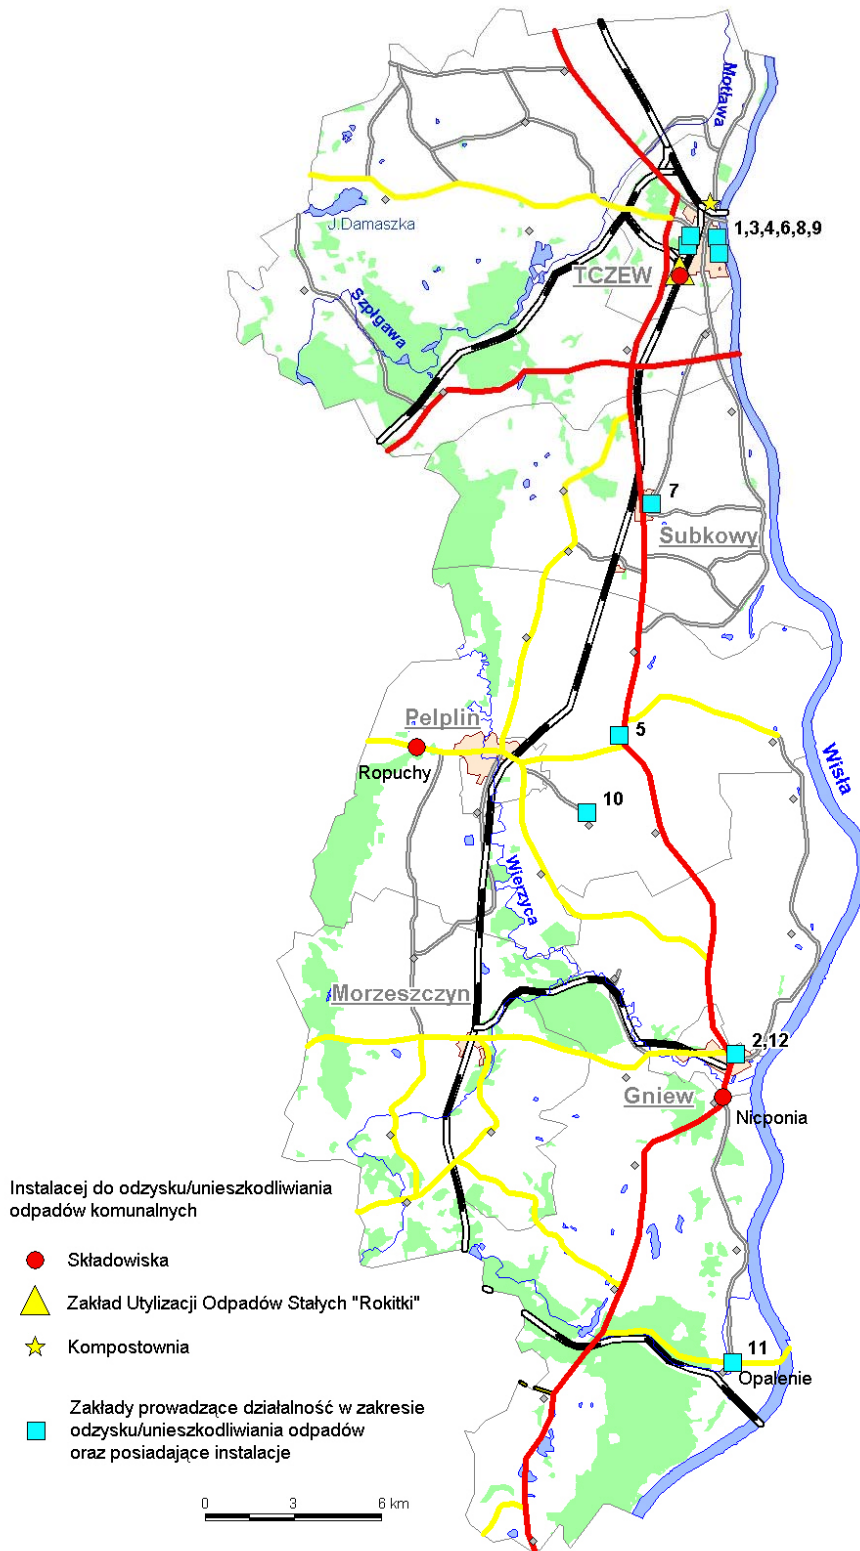 Mottawa
J.Damaszka
1,3,4,6,8,9
TCZEW
Szplgawa
7
Subkowy
Pelplin
5
Ropuchy
Wisła
10
Wierzyca
Morzeszczyn
2,12
Gniew
Nicponia
Instalacej do odzysku/unieszkodliwiania
odpadów komunalnych
Składowiska
Zakład Utylizacji Odpadów Stałych "Rokitki"
Kompostownia
11
Opalenie
Zakłady prowadzące działalność w zakresie
odzysku/unieszkodliwiania odpadów
oraz posiadające instalacje
0 3 6 km